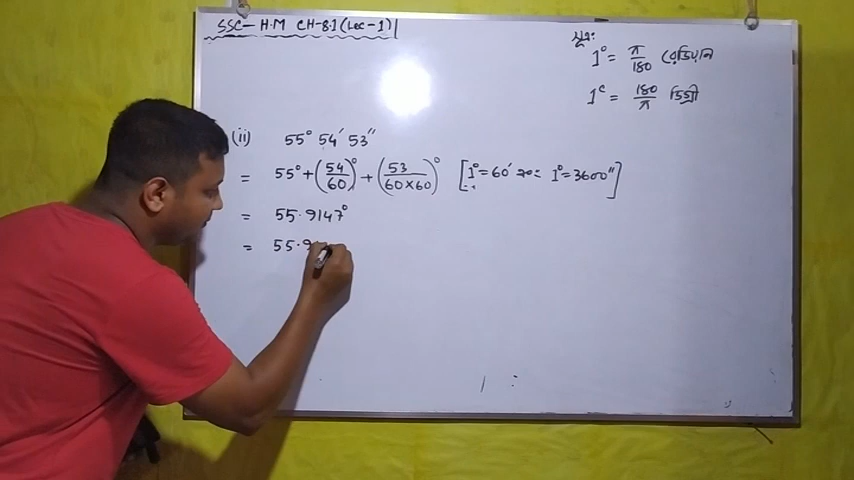 SSC- H.M CH-8.1 (Lec-1)
সূত্র:
1° = π/180 রেডিয়ান
1ᶜ = 180/π ডিগ্রী
(ii) 55° 54′ 53″
= 55° + (54/60)° + (53/60×60)° [1° = 60′ এবং 1° = 3600″]
= 55.9147°
= 55.9